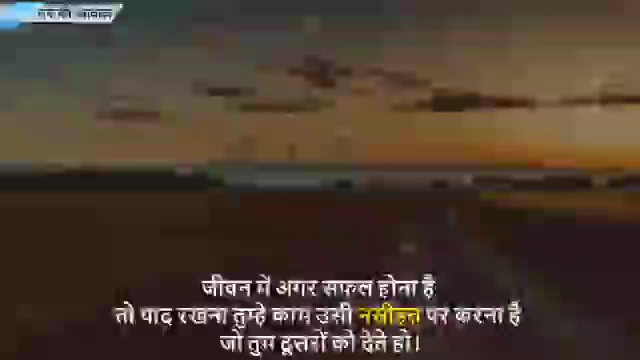 जीवन में अगर सफल होना है
तो याद रखना तुम्हे काम उसी नसीहत पर करना है
जो तुम दूसरों को देते हो।